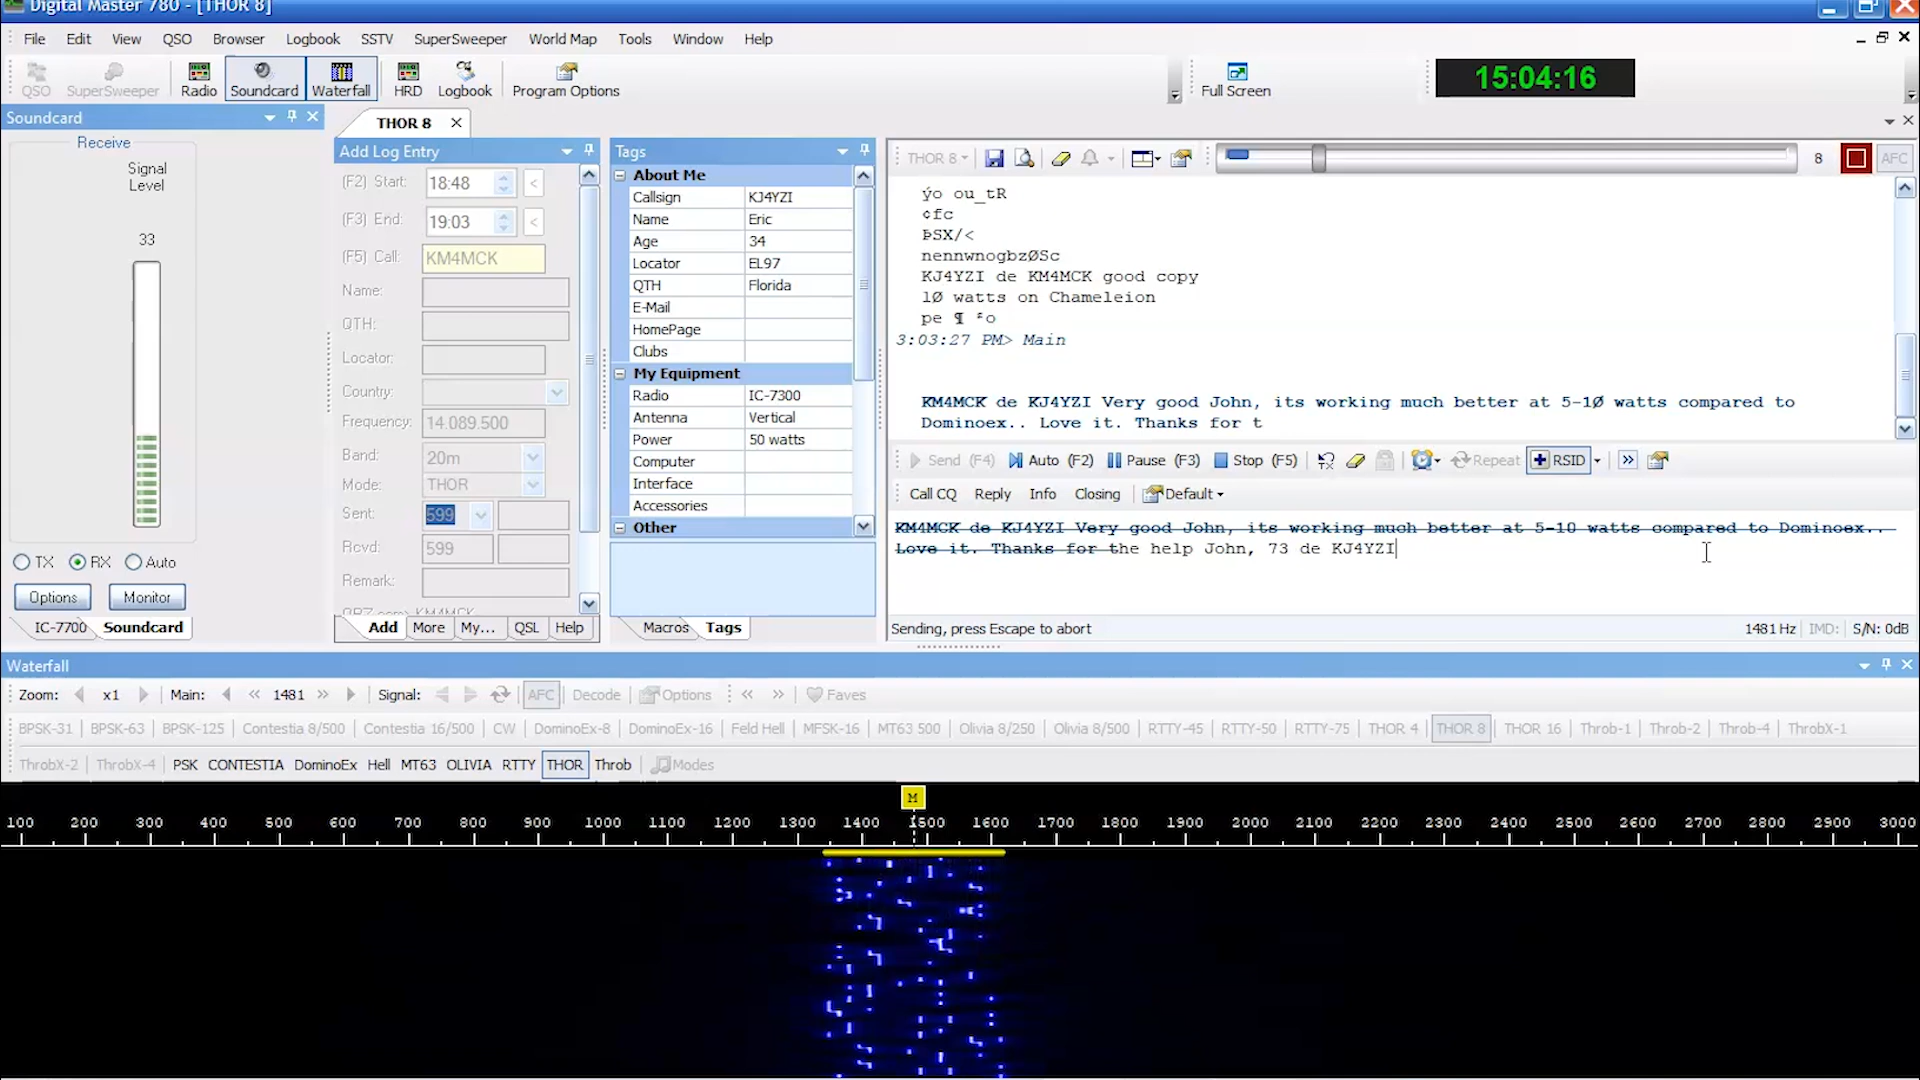 Digital Master 780 - [THOR 8]
File Edit View QSO Browser Logbook SSTV SuperSweeper World Map Tools Window Help
QSO SuperSweeper Radio Soundcard Waterfall HRD Logbook Program Options Full Screen 15:04:16
Soundcard
Receive
Signal
Level
33
TX RX Auto
Options Monitor
IC-7700 Soundcard
THOR 8
Add Log Entry
(F2) Start: 18:48 <
(F3) End: 19:03 <
(F5) Call: KM4MCK
Name:
QTH:
Locator:
Country:
Frequency: 14.089.500
Band: 20m
Mode: THOR
Sent: 599
Rcvd: 599
Remark:
Add More My... QSL Help
Tags
About Me
Callsign KJ4YZI
Name Eric
Age 34
Locator EL97
QTH Florida
E-Mail
HomePage
Clubs
My Equipment
Radio IC-7300
Antenna Vertical
Power 50 watts
Computer
Interface
Accessories
Other
Macros Tags
THOR 8 8 AFC
ýo ou_tR
¢fc
ÞSX/<
nennwnogbzØSc
KJ4YZI de KM4MCK good copy
1Ø watts on Chameleion
pe ¶ ªo
3:03:27 PM> Main
KM4MCK de KJ4YZI Very good John, its working much better at 5-1Ø watts compared to
Dominoex.. Love it. Thanks for t
Send (F4) Auto (F2) Pause (F3) Stop (F5) Repeat RSID »
Call CQ Reply Info Closing Default
KM4MCK de KJ4YZI Very good John, its working much better at 5-10 watts compared to Dominoex..
Love it. Thanks for the help John, 73 de KJ4YZI
Sending, press Escape to abort 1481 Hz IMD: S/N: 0dB
Waterfall
Zoom: x1 Main: « 1481 » Signal: AFC Decode Options « » Faves
BPSK-31 BPSK-63 BPSK-125 Contestia 8/500 Contestia 16/500 CW DominoEx-8 DominoEx-16 Feld Hell MFSK-16 MT63 500 Olivia 8/250 Olivia 8/500 RTTY-45 RTTY-50 RTTY-75 THOR 4 THOR 8 THOR 16 Throb-1 Throb-2 Throb-4 ThrobX-1
ThrobX-2 ThrobX-4 PSK CONTESTIA DominoEx Hell MT63 OLIVIA RTTY THOR Throb Modes
M
100 200 300 400 500 600 700 800 900 1000 1100 1200 1300 1400 1500 1600 1700 1800 1900 2000 2100 2200 2300 2400 2500 2600 2700 2800 2900 3000